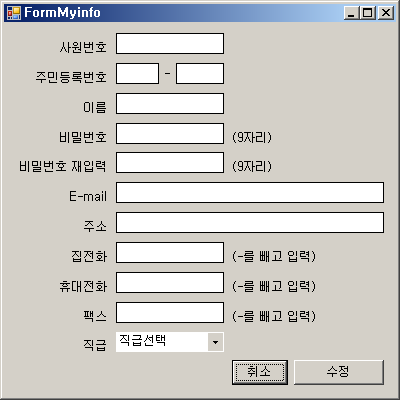 FormMyinfo
사원번호
주민등록번호 -
이름
비밀번호 (9자리)
비밀번호 재입력 (9자리)
E-mail
주소
집전화 (-를 빼고 입력)
휴대전화 (-를 빼고 입력)
팩스 (-를 빼고 입력)
직급 직급선택
취소 수정